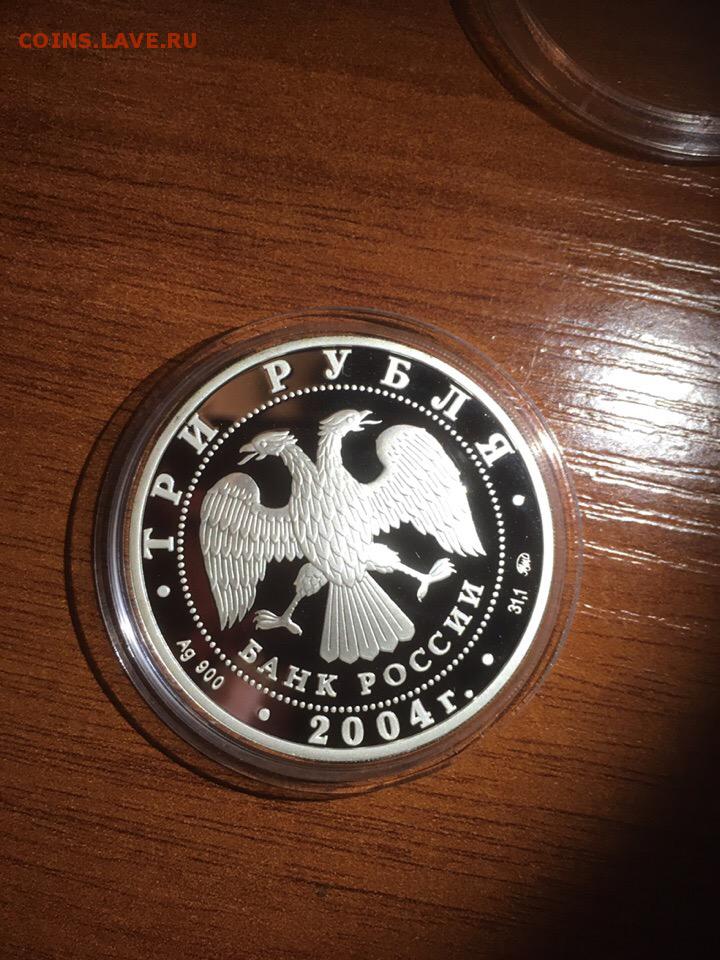 COINS.LAVE.RU
ТРИ РУБЛЯ
БАНК РОССИИ
Ag 900
2004 г.
31,1